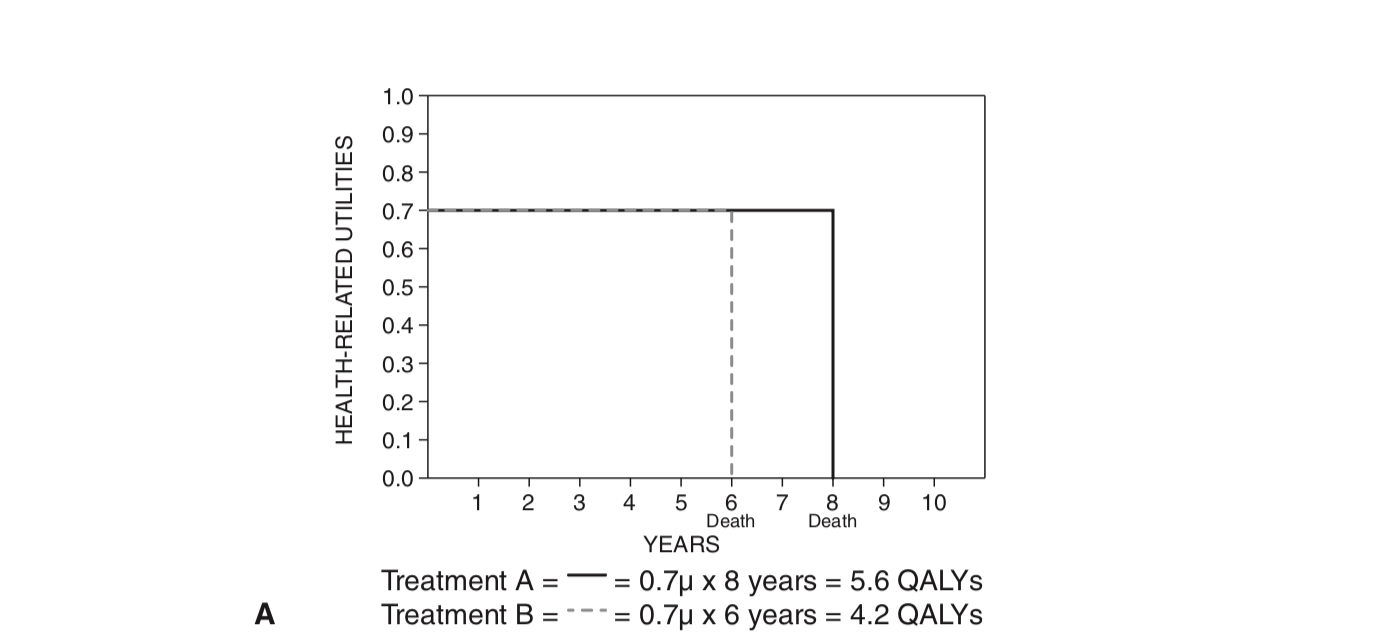 HEALTH-RELATED UTILITIES
1.0
0.9
0.8
0.7
0.6
0.5
0.4
0.3
0.2
0.1
0.0
1 2 3 4 5 6 7 8 9 10
Death Death
YEARS
Treatment A = = 0.7µ x 8 years = 5.6 QALYs
A Treatment B = = 0.7µ x 6 years = 4.2 QALYs